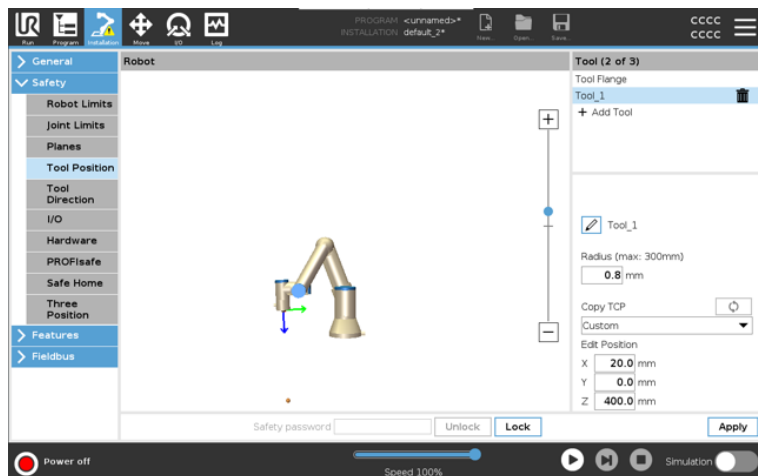 PROGRAM <unnamed>*
INSTALLATION default_2*
UR
Run
Program
Installation
Move
I/O
Log
New...
Open...
Save...
cccc
cccc
General
Safety
Robot Limits
Joint Limits
Planes
Tool Position
Tool
Direction
I/O
Hardware
PROFIsafe
Safe Home
Three
Position
Features
Fieldbus
Robot
+
−
Tool (2 of 3)
Tool Flange
Tool_1
+ Add Tool
Tool_1
Radius (max: 300mm)
0.8 mm
Copy TCP
Custom
Edit Position
X 20.0 mm
Y 0.0 mm
Z 400.0 mm
Safety password
Unlock
Lock
Apply
Power off
Speed 100%
Simulation